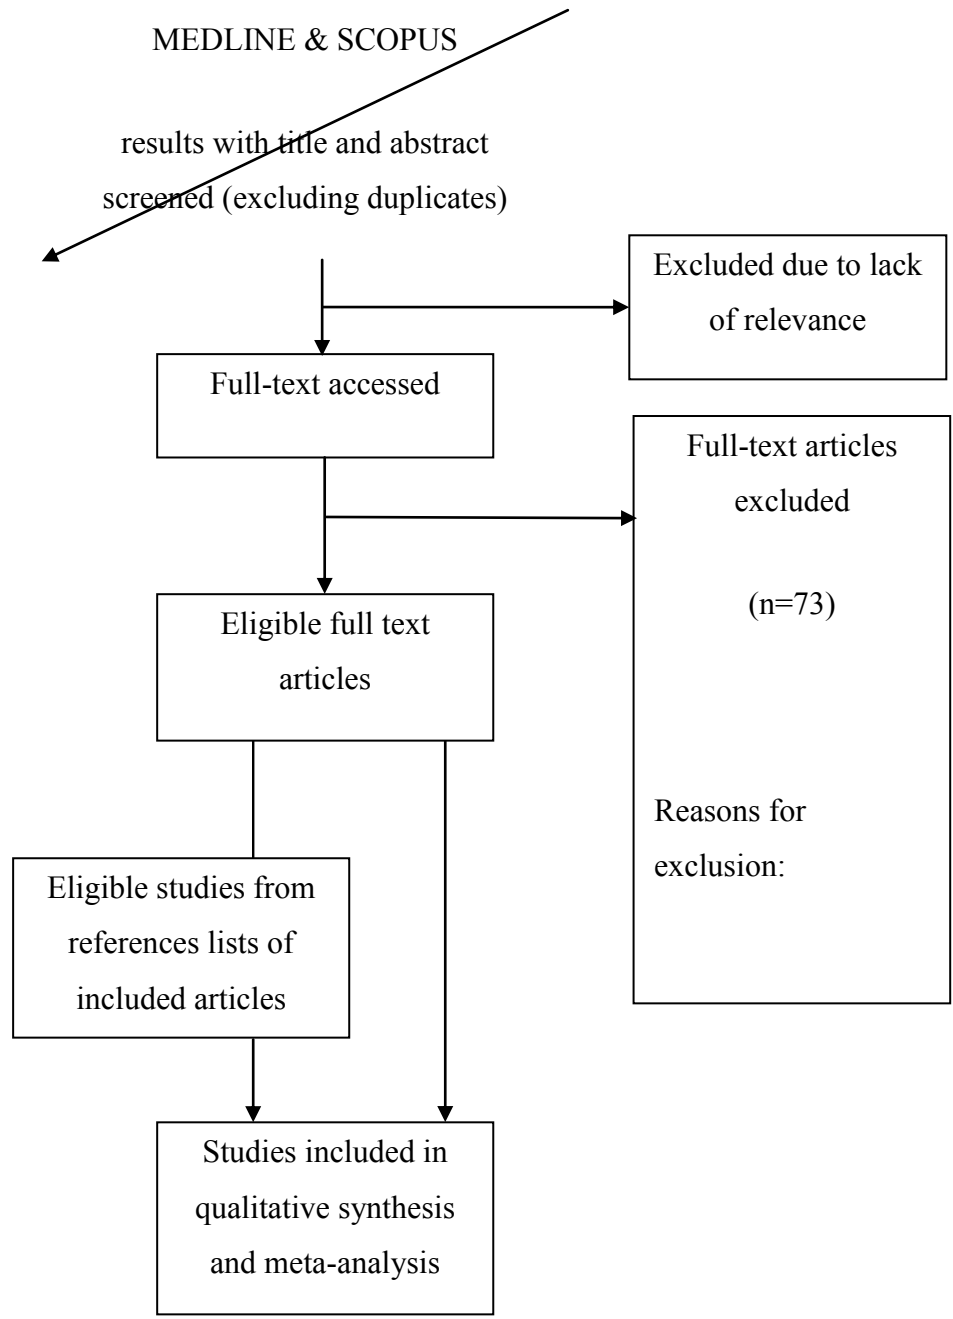 MEDLINE & SCOPUS
results with title and abstract
screened (excluding duplicates)
Excluded due to lack
of relevance
Full-text accessed
Full-text articles
excluded
(n=73)
Reasons for
exclusion:
Eligible full text
articles
Eligible studies from
references lists of
included articles
Studies included in
qualitative synthesis
and meta-analysis